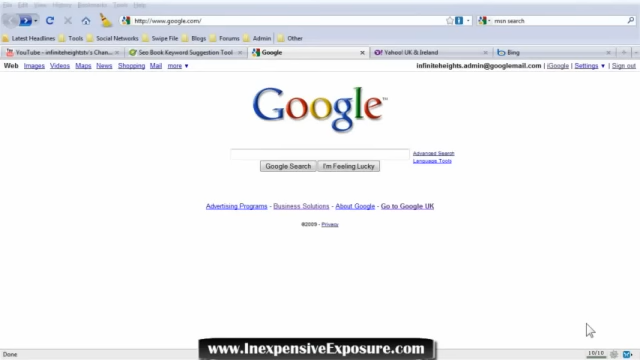 File Edit View History Bookmarks Tools Help
http://www.google.com/
msn search
Latest Headlines Tools Social Networks Swipe File Blogs Forums Admin Other
YouTube - infiniteheightstv's Chan... Seo Book Keyword Suggestion Tool Google Yahoo! UK & Ireland Bing
Web Images Videos Maps News Shopping Mail more ▼ infiniteheights.admin@googlemail.com | iGoogle | Settings ▼ | Sign out
Google™
Advanced Search
Language Tools
Google Search I'm Feeling Lucky
Advertising Programs - Business Solutions - About Google - Go to Google UK
©2009 - Privacy
Done 10/10
www.InexpensiveExposure.com